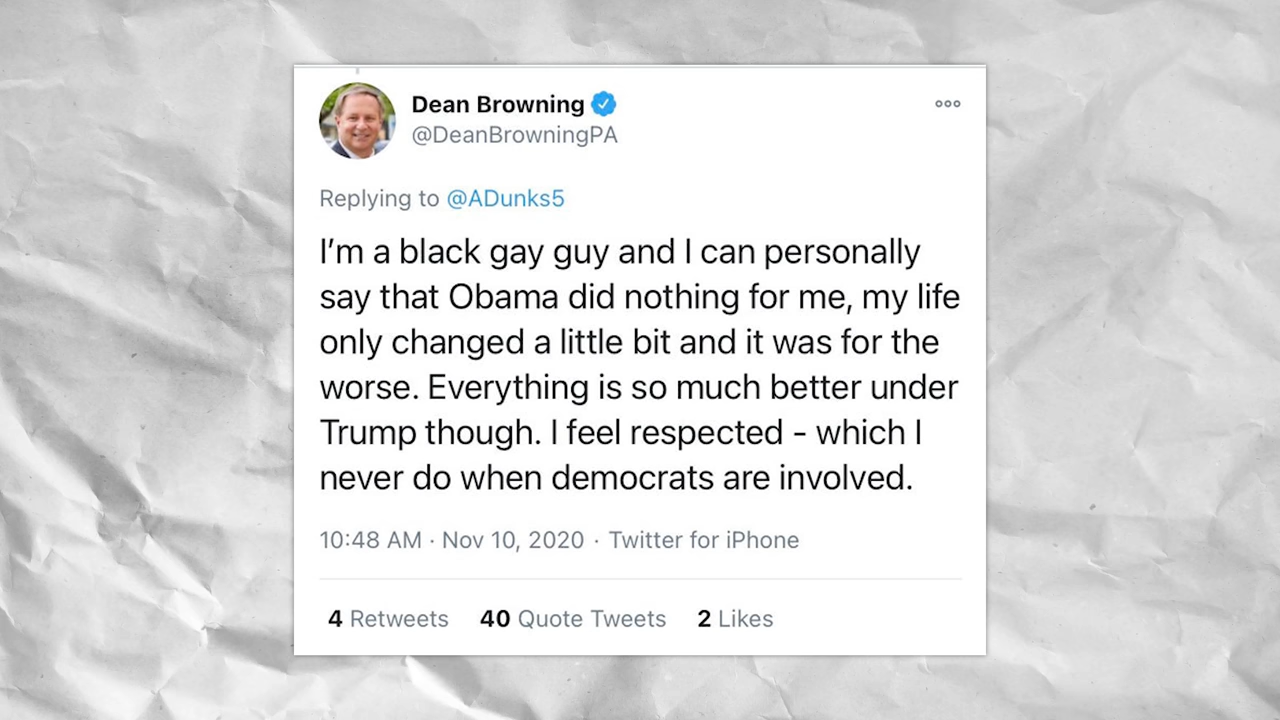 Dean Browning
@DeanBrowningPA
Replying to @ADunks5
I’m a black gay guy and I can personally
say that Obama did nothing for me, my life
only changed a little bit and it was for the
worse. Everything is so much better under
Trump though. I feel respected - which I
never do when democrats are involved.
10:48 AM · Nov 10, 2020 · Twitter for iPhone
4 Retweets 40 Quote Tweets 2 Likes